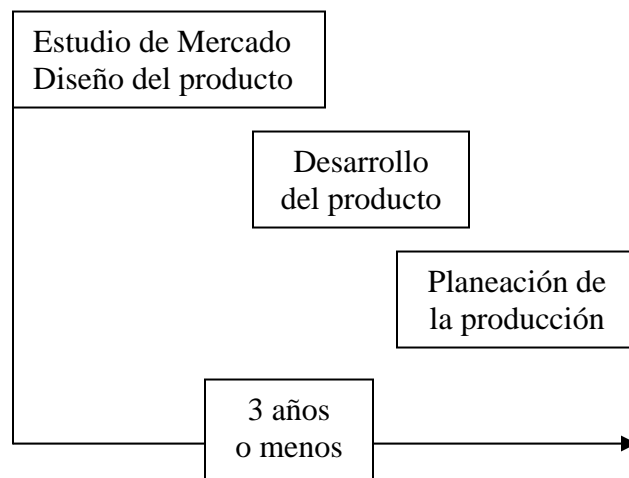 Estudio de Mercado
Diseño del producto
Desarrollo
del producto
Planeación de
la producción
3 años
o menos